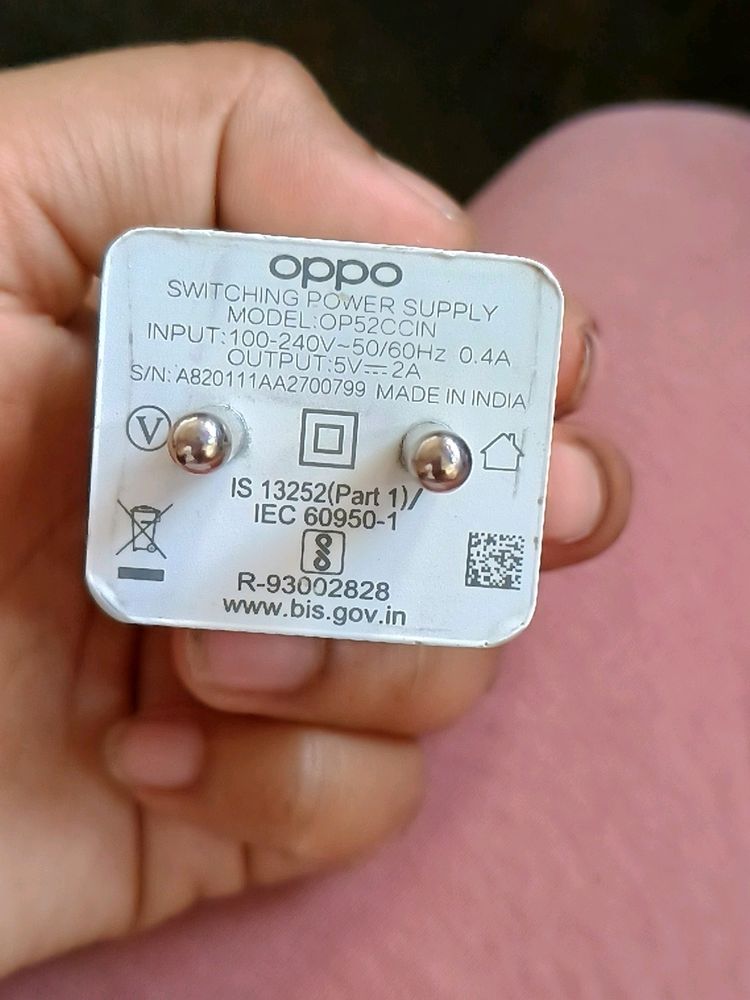 oppo
SWITCHING POWER SUPPLY
MODEL:OP52CCIN
INPUT:100-240V~50/60Hz 0.4A
OUTPUT:5V⎓2A
S/N:A820111AA2700799 MADE IN INDIA
V
IS 13252(Part 1)/
IEC 60950-1
R-93002828
www.bis.gov.in